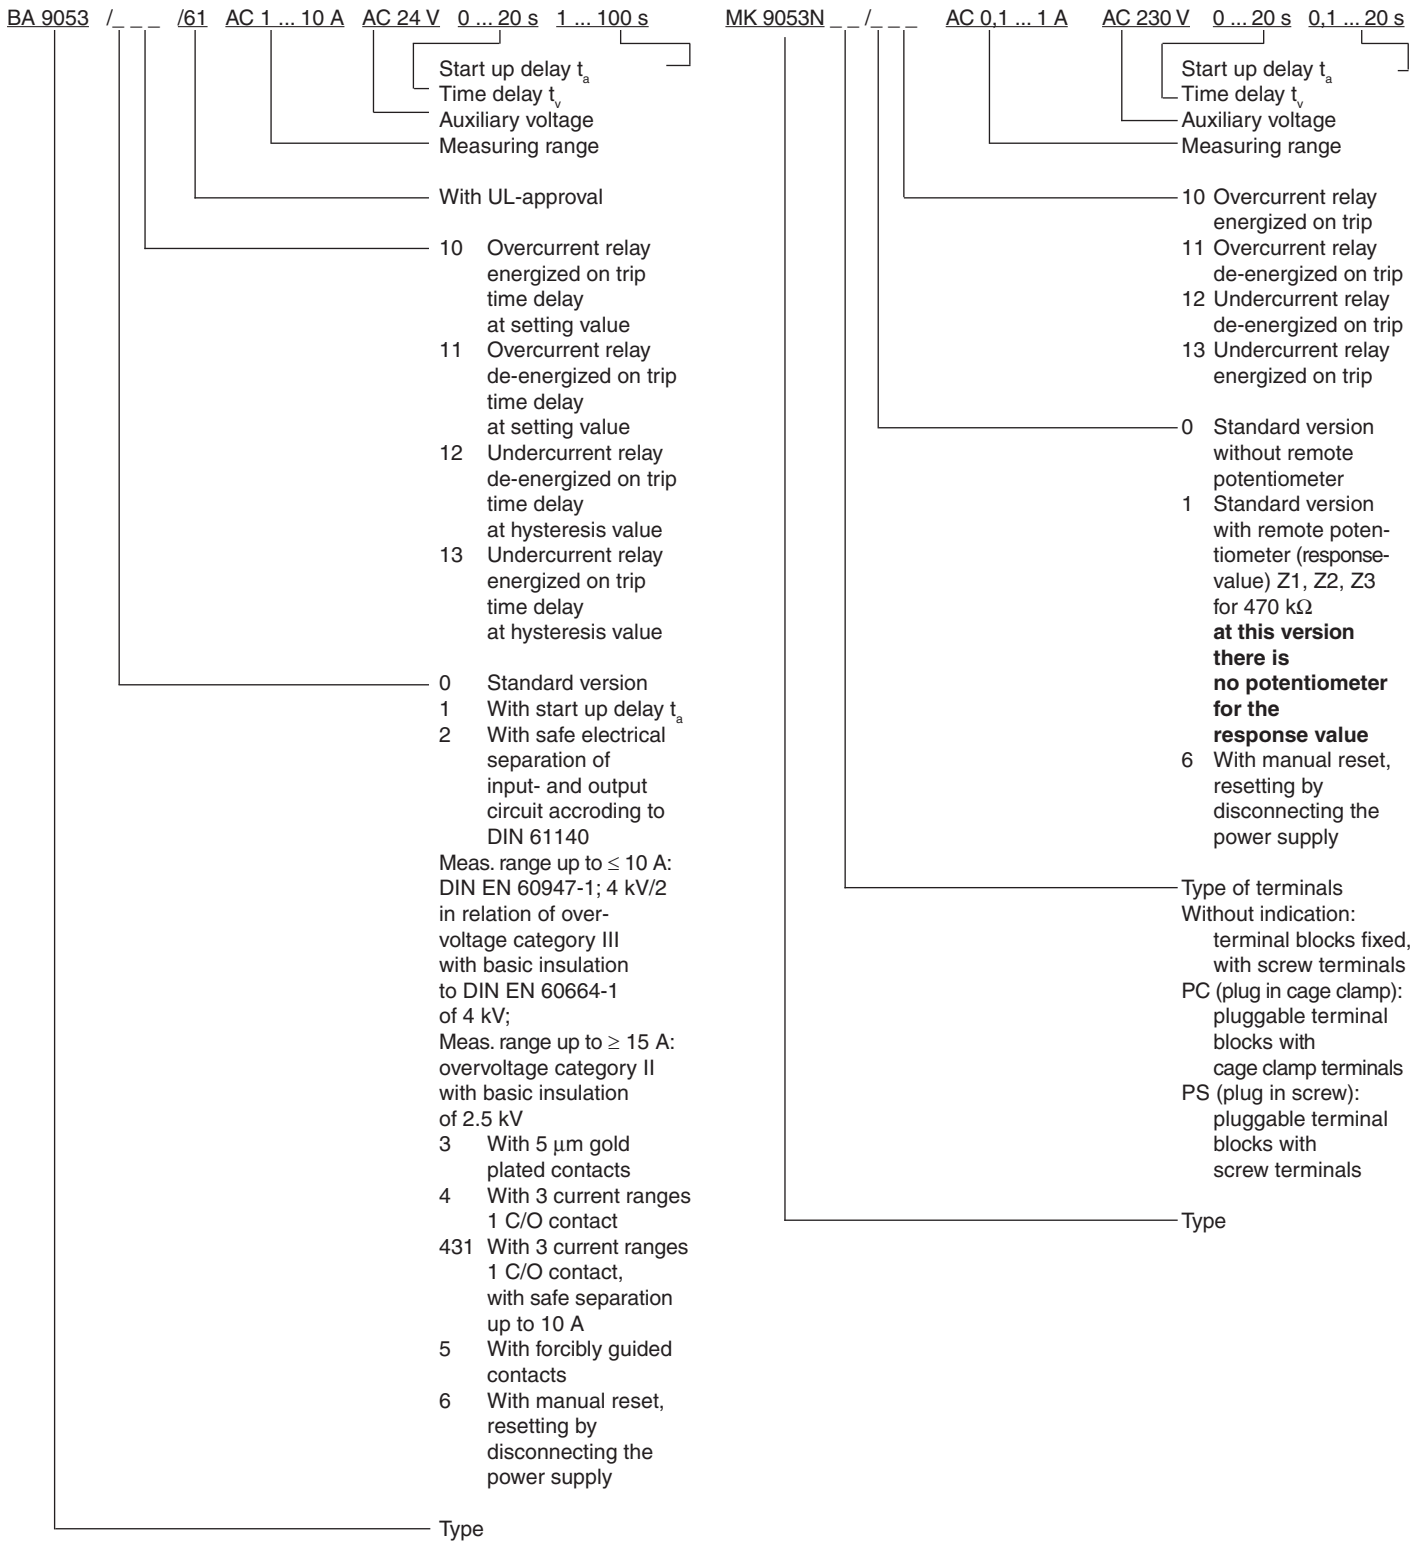 BA 9053 /_ _ _ /61 AC 1 ... 10 A AC 24 V 0 ... 20 s 1 ... 100 s
Start up delay tₐ
Time delay tᵥ
Auxiliary voltage
Measuring range
With UL-approval
10 Overcurrent relay
energized on trip
time delay
at setting value
11 Overcurrent relay
de-energized on trip
time delay
at setting value
12 Undercurrent relay
de-energized on trip
time delay
at hysteresis value
13 Undercurrent relay
energized on trip
time delay
at hysteresis value
0 Standard version
1 With start up delay tₐ
2 With safe electrical
separation of
input- and output
circuit accroding to
DIN 61140
Meas. range up to ≤ 10 A:
DIN EN 60947-1; 4 kV/2
in relation of over-
voltage category III
with basic insulation
to DIN EN 60664-1
of 4 kV;
Meas. range up to ≥ 15 A:
overvoltage category II
with basic insulation
of 2.5 kV
3 With 5 µm gold
plated contacts
4 With 3 current ranges
1 C/O contact
431 With 3 current ranges
1 C/O contact,
with safe separation
up to 10 A
5 With forcibly guided
contacts
6 With manual reset,
resetting by
disconnecting the
power supply
Type
MK 9053N _ _ /_ _ _ AC 0,1 ... 1 A AC 230 V 0 ... 20 s 0,1 ... 20 s
Start up delay tₐ
Time delay tᵥ
Auxiliary voltage
Measuring range
10 Overcurrent relay
energized on trip
11 Overcurrent relay
de-energized on trip
12 Undercurrent relay
de-energized on trip
13 Undercurrent relay
energized on trip
0 Standard version
without remote
potentiometer
1 Standard version
with remote poten-
tiometer (response-
value) Z1, Z2, Z3
for 470 kΩ
at this version
there is
no potentiometer
for the
response value
6 With manual reset,
resetting by
disconnecting the
power supply
Type of terminals
Without indication:
terminal blocks fixed,
with screw terminals
PC (plug in cage clamp):
pluggable terminal
blocks with
cage clamp terminals
PS (plug in screw):
pluggable terminal
blocks with
screw terminals
Type